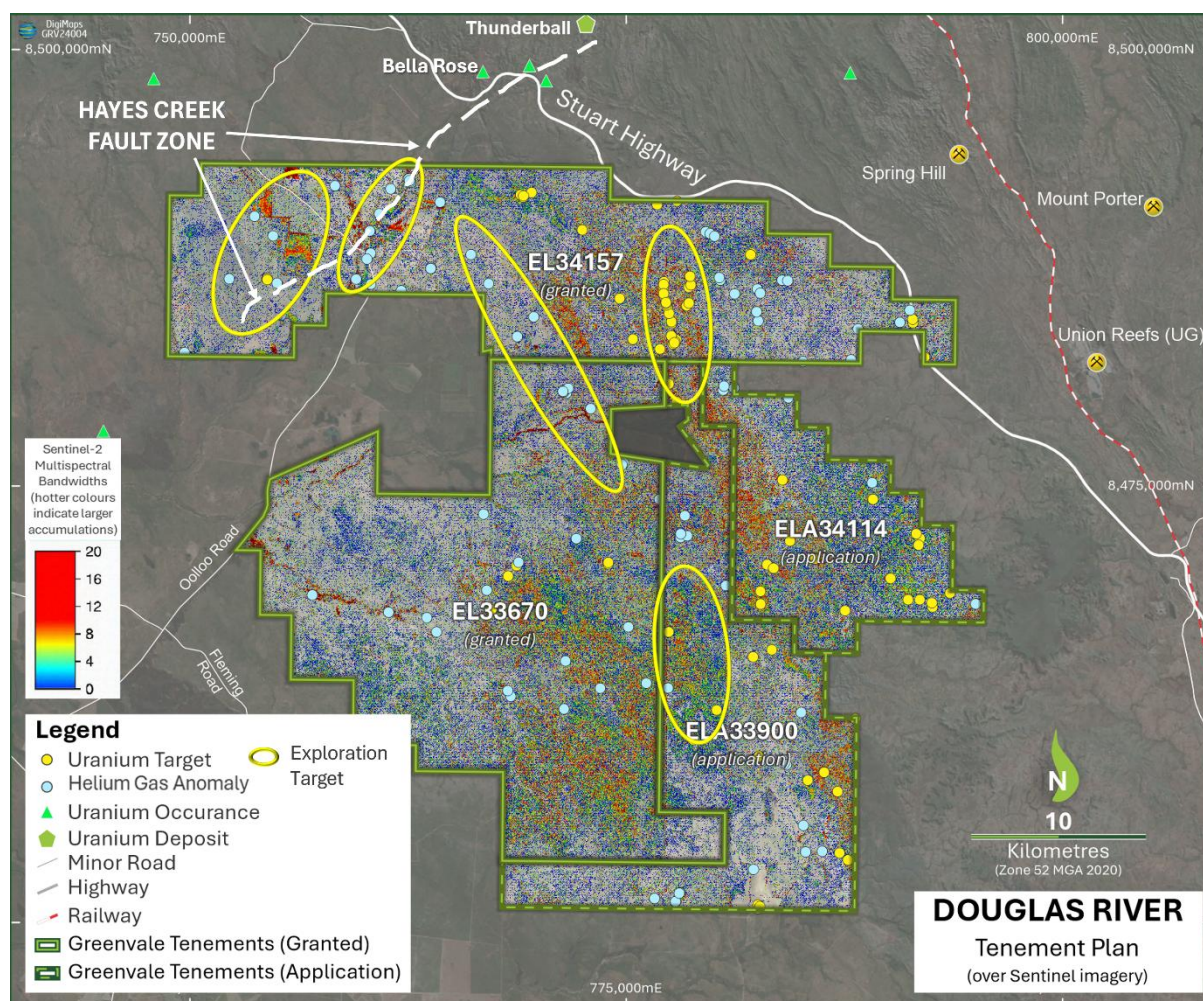 DigiMaps
GRV24004
750,000mE
Thunderball
800,000mE
8,500,000mN
8,500,000mN
Bella Rose
HAYES CREEK
FAULT ZONE
Stuart Highway
Spring Hill
Mount Porter
EL34157
(granted)
Union Reefs (UG)
Sentinel-2
Multispectral
Bandwidths
(hotter colours
indicate larger
accumulations)
20
16
12
8
4
0
8,475,000mN
Oolloo Road
ELA34114
(application)
EL33670
(granted)
Fleming
Road
ELA33900
(application)
Legend
Uranium Target
Exploration
Target
Helium Gas Anomaly
Uranium Occurance
Uranium Deposit
Minor Road
Highway
Railway
Greenvale Tenements (Granted)
Greenvale Tenements (Application)
N
10
Kilometres
(Zone 52 MGA 2020)
DOUGLAS RIVER
Tenement Plan
(over Sentinel imagery)
775,000mE